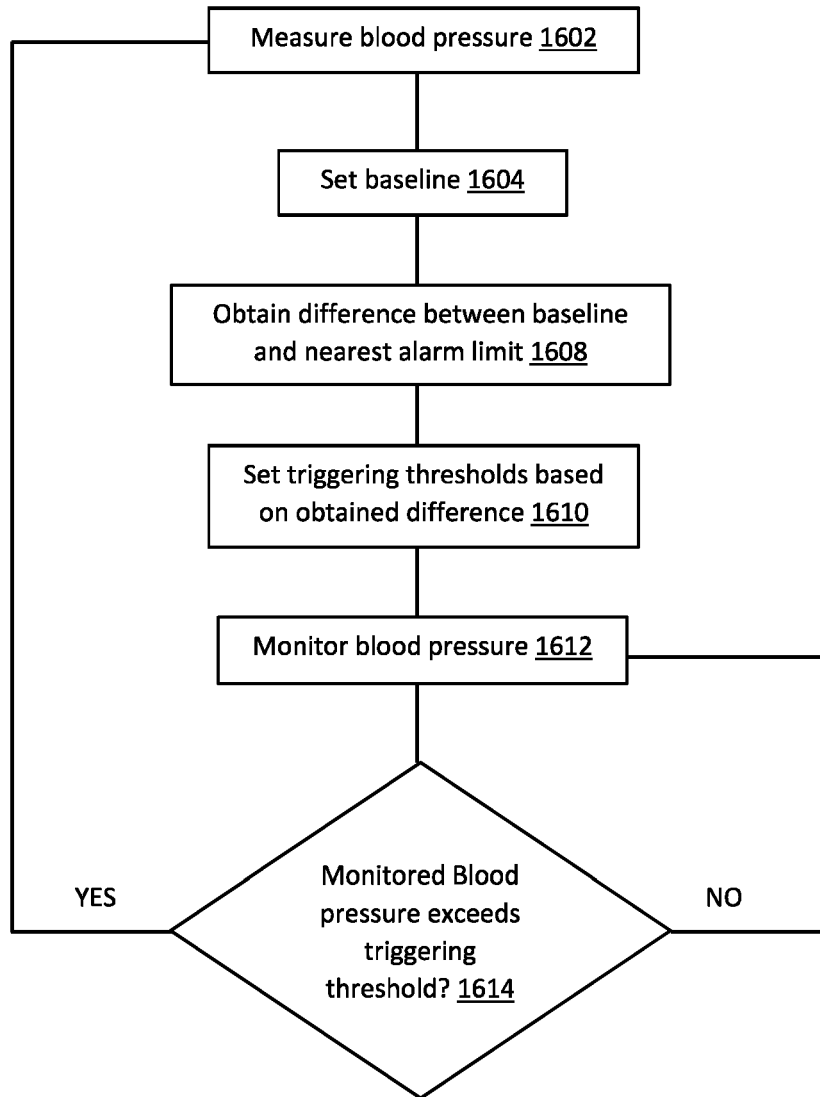 Measure blood pressure 1602
Set baseline 1604
Obtain difference between baseline
and nearest alarm limit 1608
Set triggering thresholds based
on obtained difference 1610
Monitor blood pressure 1612
Monitored Blood
pressure exceeds
triggering
threshold? 1614
YES
NO